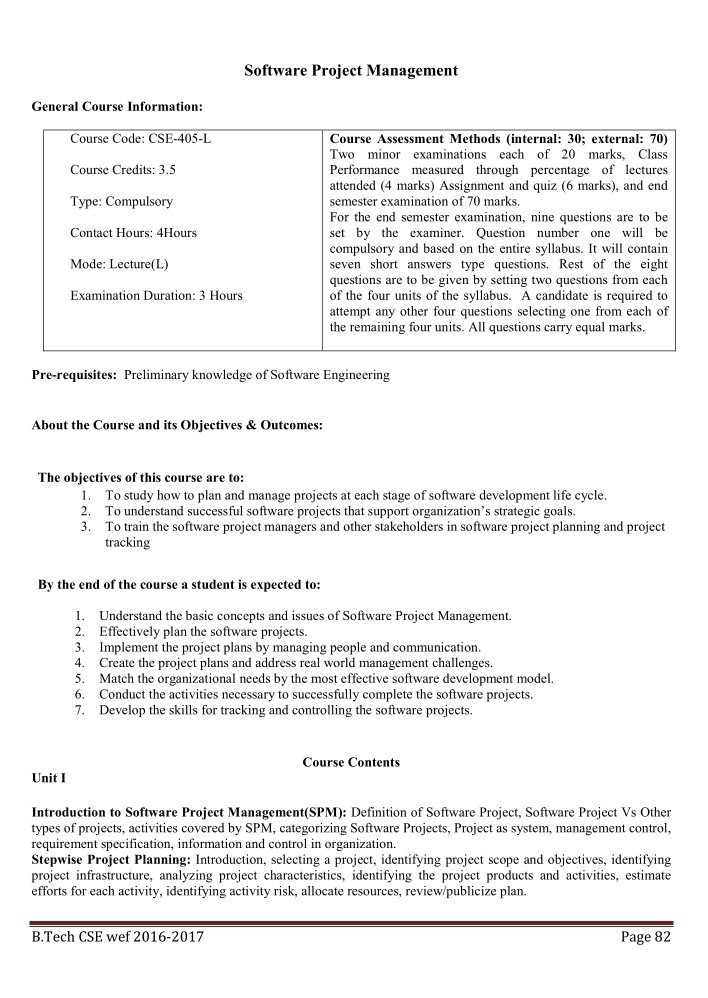 Software Project Management
General Course Information:
Course Code: CSE-405-L
Course Credits: 3.5
Type: Compulsory
Contact Hours: 4Hours
Mode: Lecture(L)
Examination Duration: 3 Hours
Course Assessment Methods (internal: 30; external: 70)
Two minor examinations each of 20 marks, Class
Performance measured through percentage of lectures
attended (4 marks) Assignment and quiz (6 marks), and end
semester examination of 70 marks.
For the end semester examination, nine questions are to be
set by the examiner. Question number one will be
compulsory and based on the entire syllabus. It will contain
seven short answers type questions. Rest of the eight
questions are to be given by setting two questions from each
of the four units of the syllabus. A candidate is required to
attempt any other four questions selecting one from each of
the remaining four units. All questions carry equal marks.
Pre-requisites: Preliminary knowledge of Software Engineering
About the Course and its Objectives & Outcomes:
The objectives of this course are to:
1. To study how to plan and manage projects at each stage of software development life cycle.
2. To understand successful software projects that support organization's strategic goals.
3. To train the software project managers and other stakeholders in software project planning and project
tracking
By the end of the course a student is expected to:
1. Understand the basic concepts and issues of Software Project Management.
2. Effectively plan the software projects.
3. Implement the project plans by managing people and communication.
4. Create the project plans and address real world management challenges.
5. Match the organizational needs by the most effective software development model.
6. Conduct the activities necessary to successfully complete the software projects.
7. Develop the skills for tracking and controlling the software projects.
Course Contents
Unit I
Introduction to Software Project Management(SPM): Definition of Software Project, Software Project Vs Other
types of projects, activities covered by SPM, categorizing Software Projects, Project as system, management control,
requirement specification, information and control in organization.
Stepwise Project Planning: Introduction, selecting a project, identifying project scope and objectives, identifying
project infrastructure, analyzing project characteristics, identifying the project products and activities, estimate
efforts for each activity, identifying activity risk, allocate resources, review/publicize plan.
B.Tech CSE wef 2016-2017 Page 82